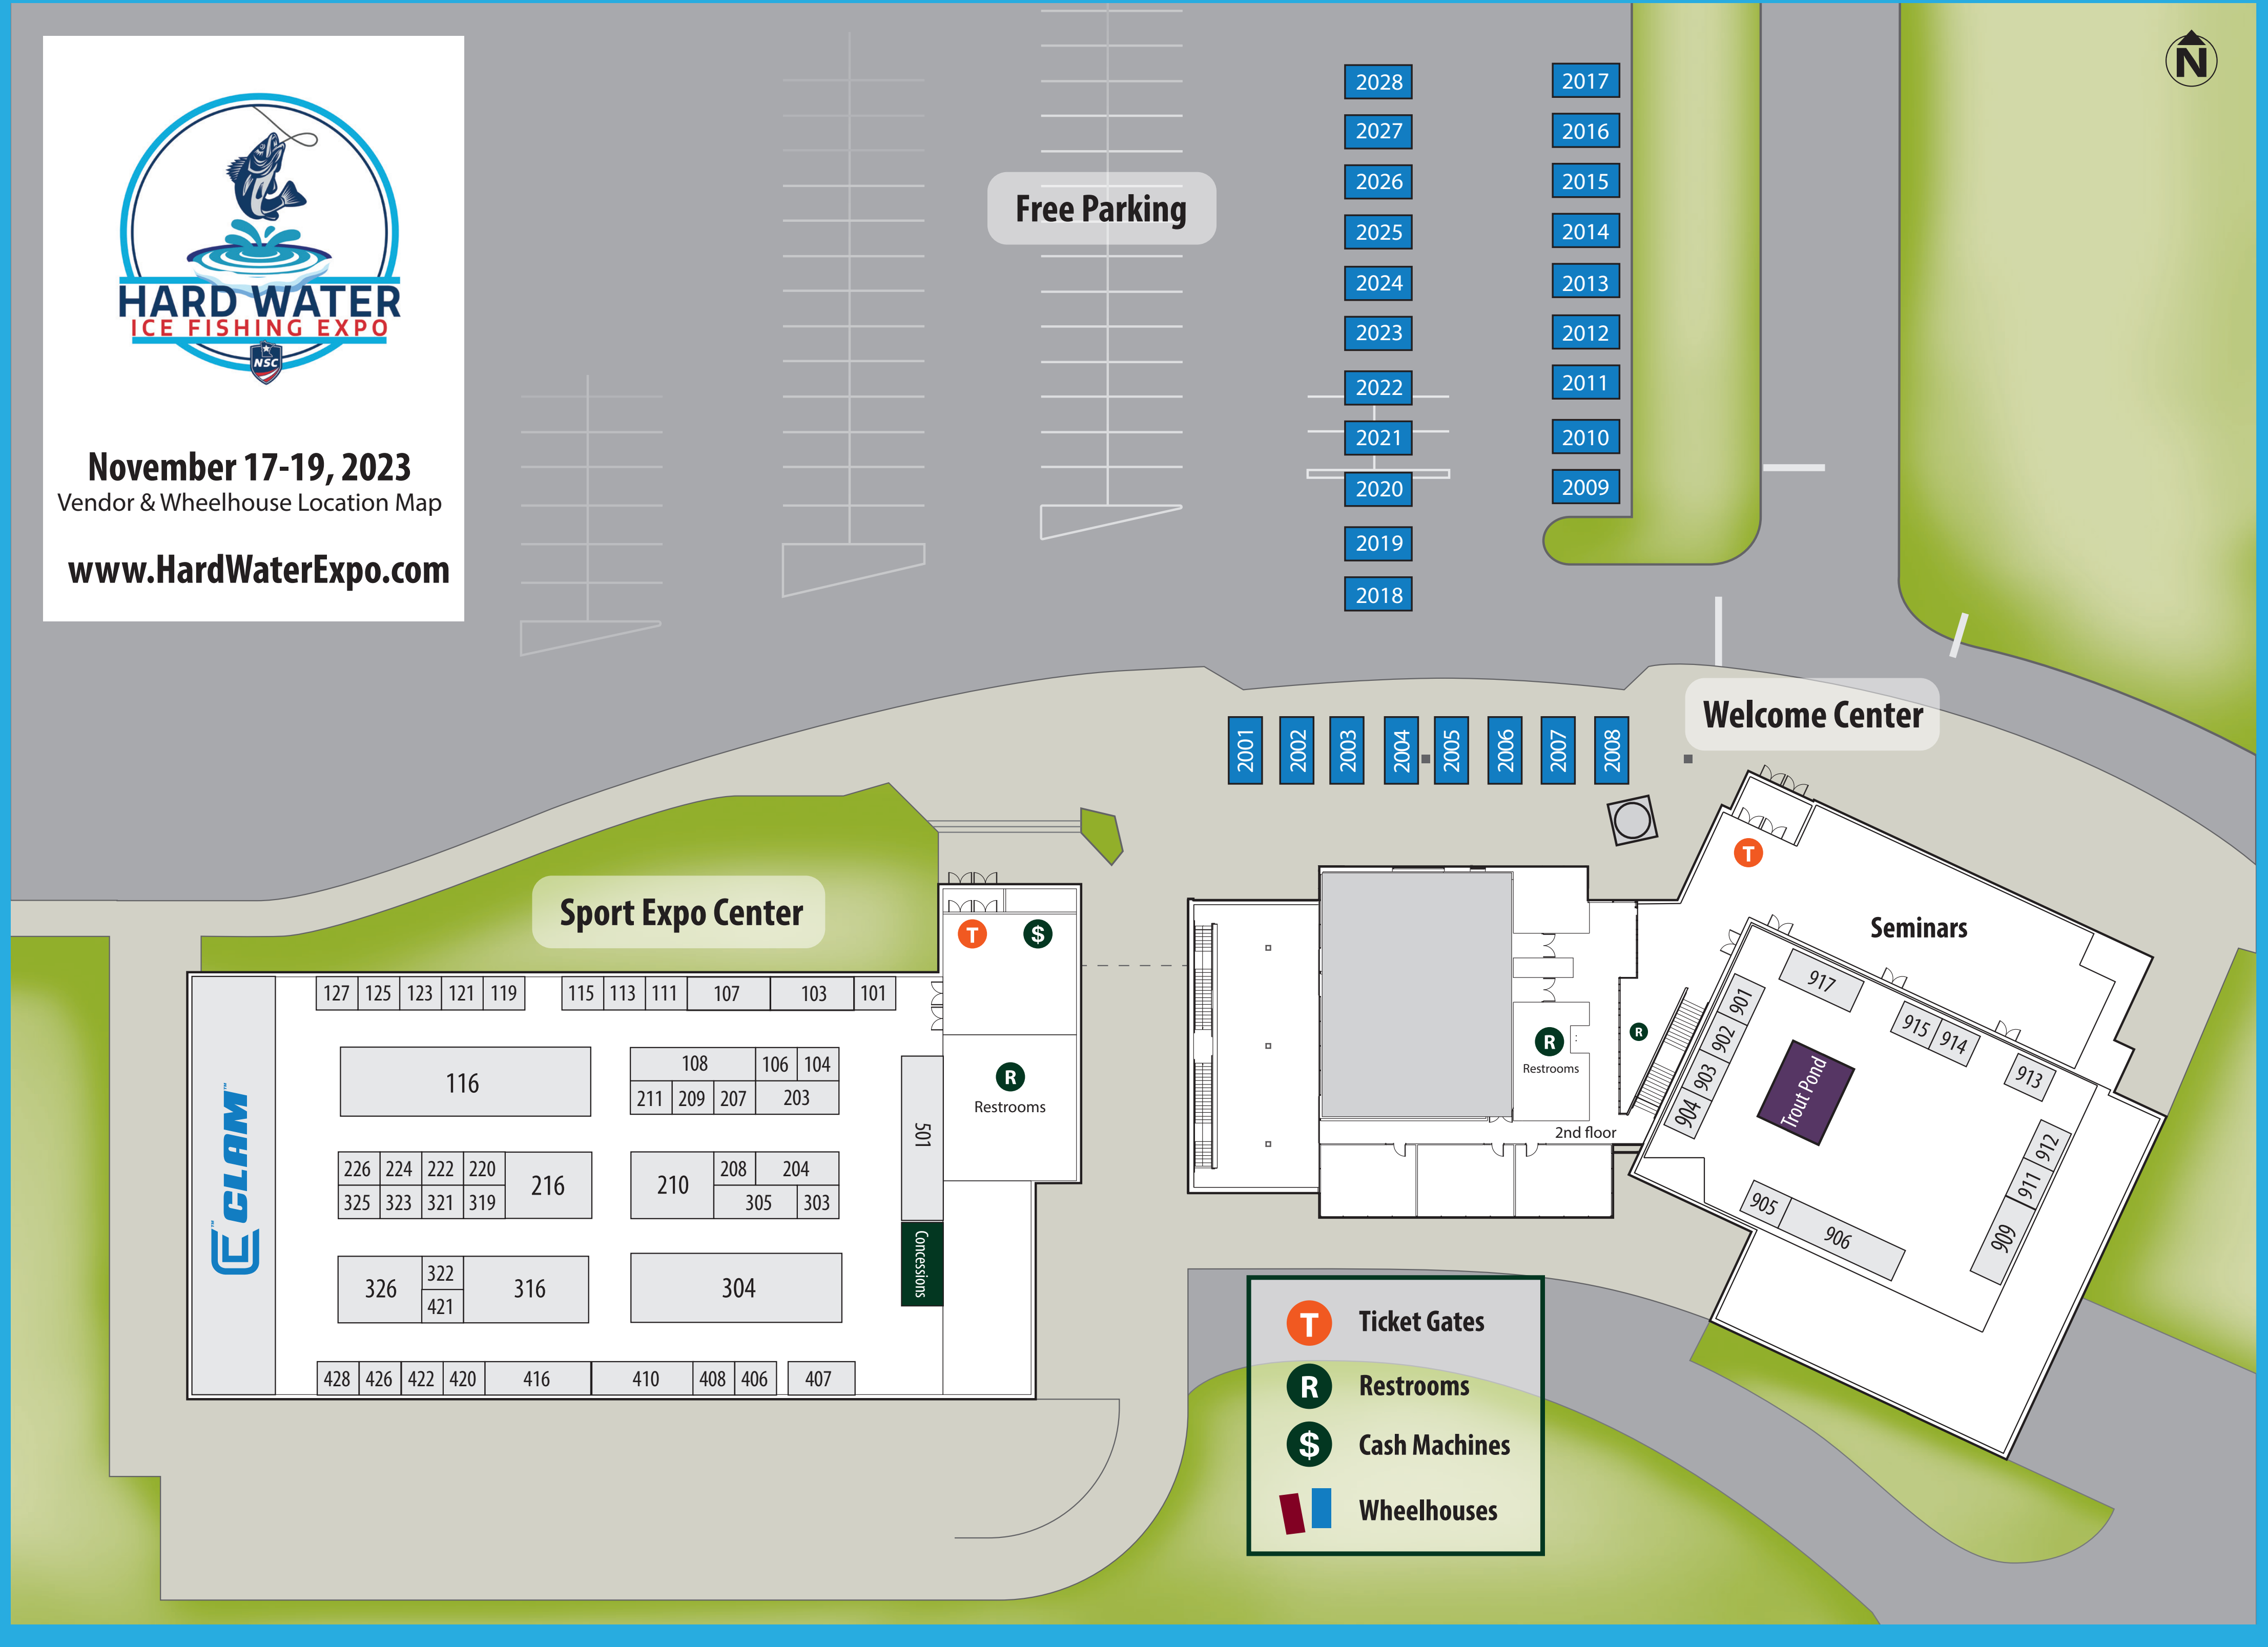 HARD WATER
ICE FISHING EXPO
NSC
November 17-19, 2023
Vendor & Wheelhouse Location Map
www.HardWaterExpo.com
N
Free Parking
2028
2027
2026
2025
2024
2023
2022
2021
2020
2019
2018
2017
2016
2015
2014
2013
2012
2011
2010
2009
2001 2002 2003 2004 2005 2006 2007 2008
Welcome Center
Sport Expo Center
T $
R
Restrooms
CLAM™
127 125 123 121 119 115 113 111 107 103 101
116
108 106 104
211 209 207 203
501
226 224 222 220 216
325 323 321 319
210 208 204
305 303
Concessions
326 322 316 304
421
428 426 422 420 416 410 408 406 407
T
Seminars
R
Restrooms
R
2nd floor
917
915 914
913
901
902
903
904
Trout Pond
912
911
909
905 906
T Ticket Gates
R Restrooms
$ Cash Machines
Wheelhouses